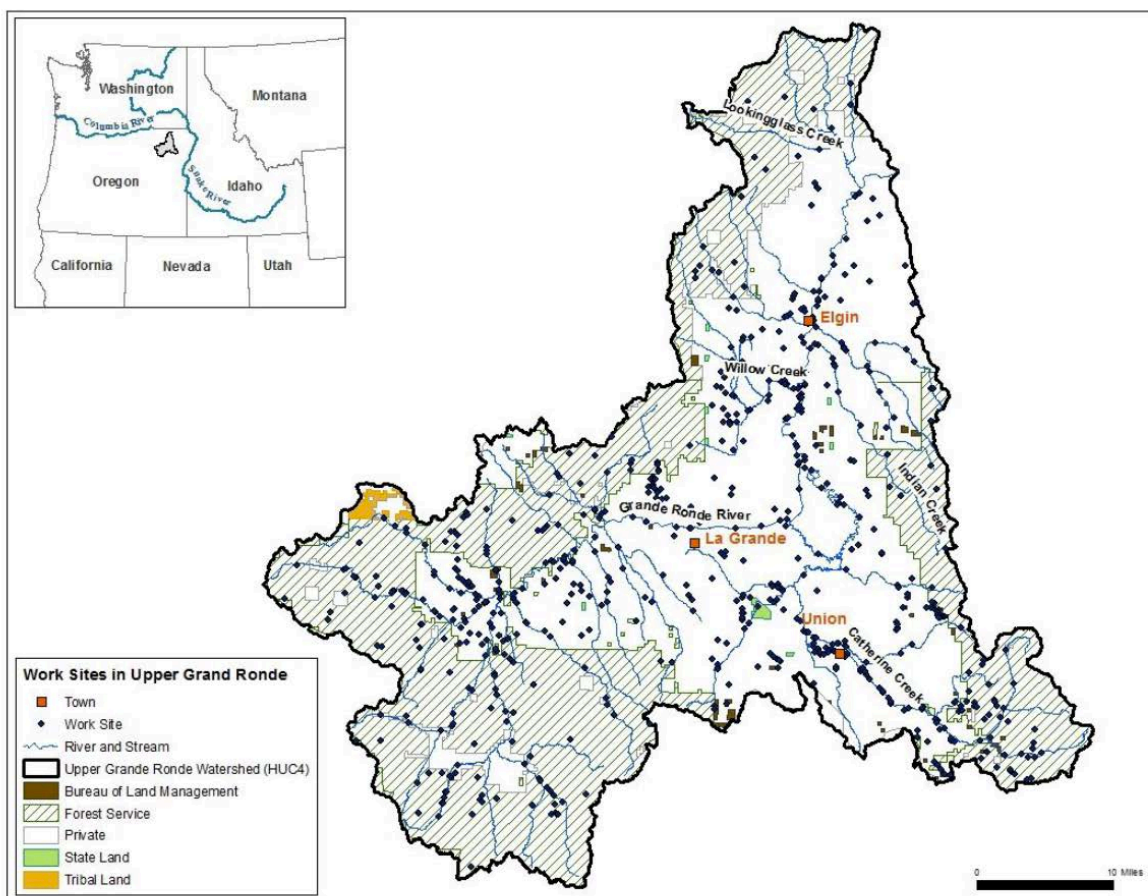 Washington
Montana
Columbia River
Oregon
Snake River
Idaho
California
Nevada
Utah
Lookingglass Creek
Elgin
Willow Creek
Indian Creek
Grande Ronde River
La Grande
Union
Catherine Creek
Work Sites in Upper Grand Ronde
Town
Work Site
River and Stream
Upper Grande Ronde Watershed (HUC4)
Bureau of Land Management
Forest Service
Private
State Land
Tribal Land
0
10 Miles